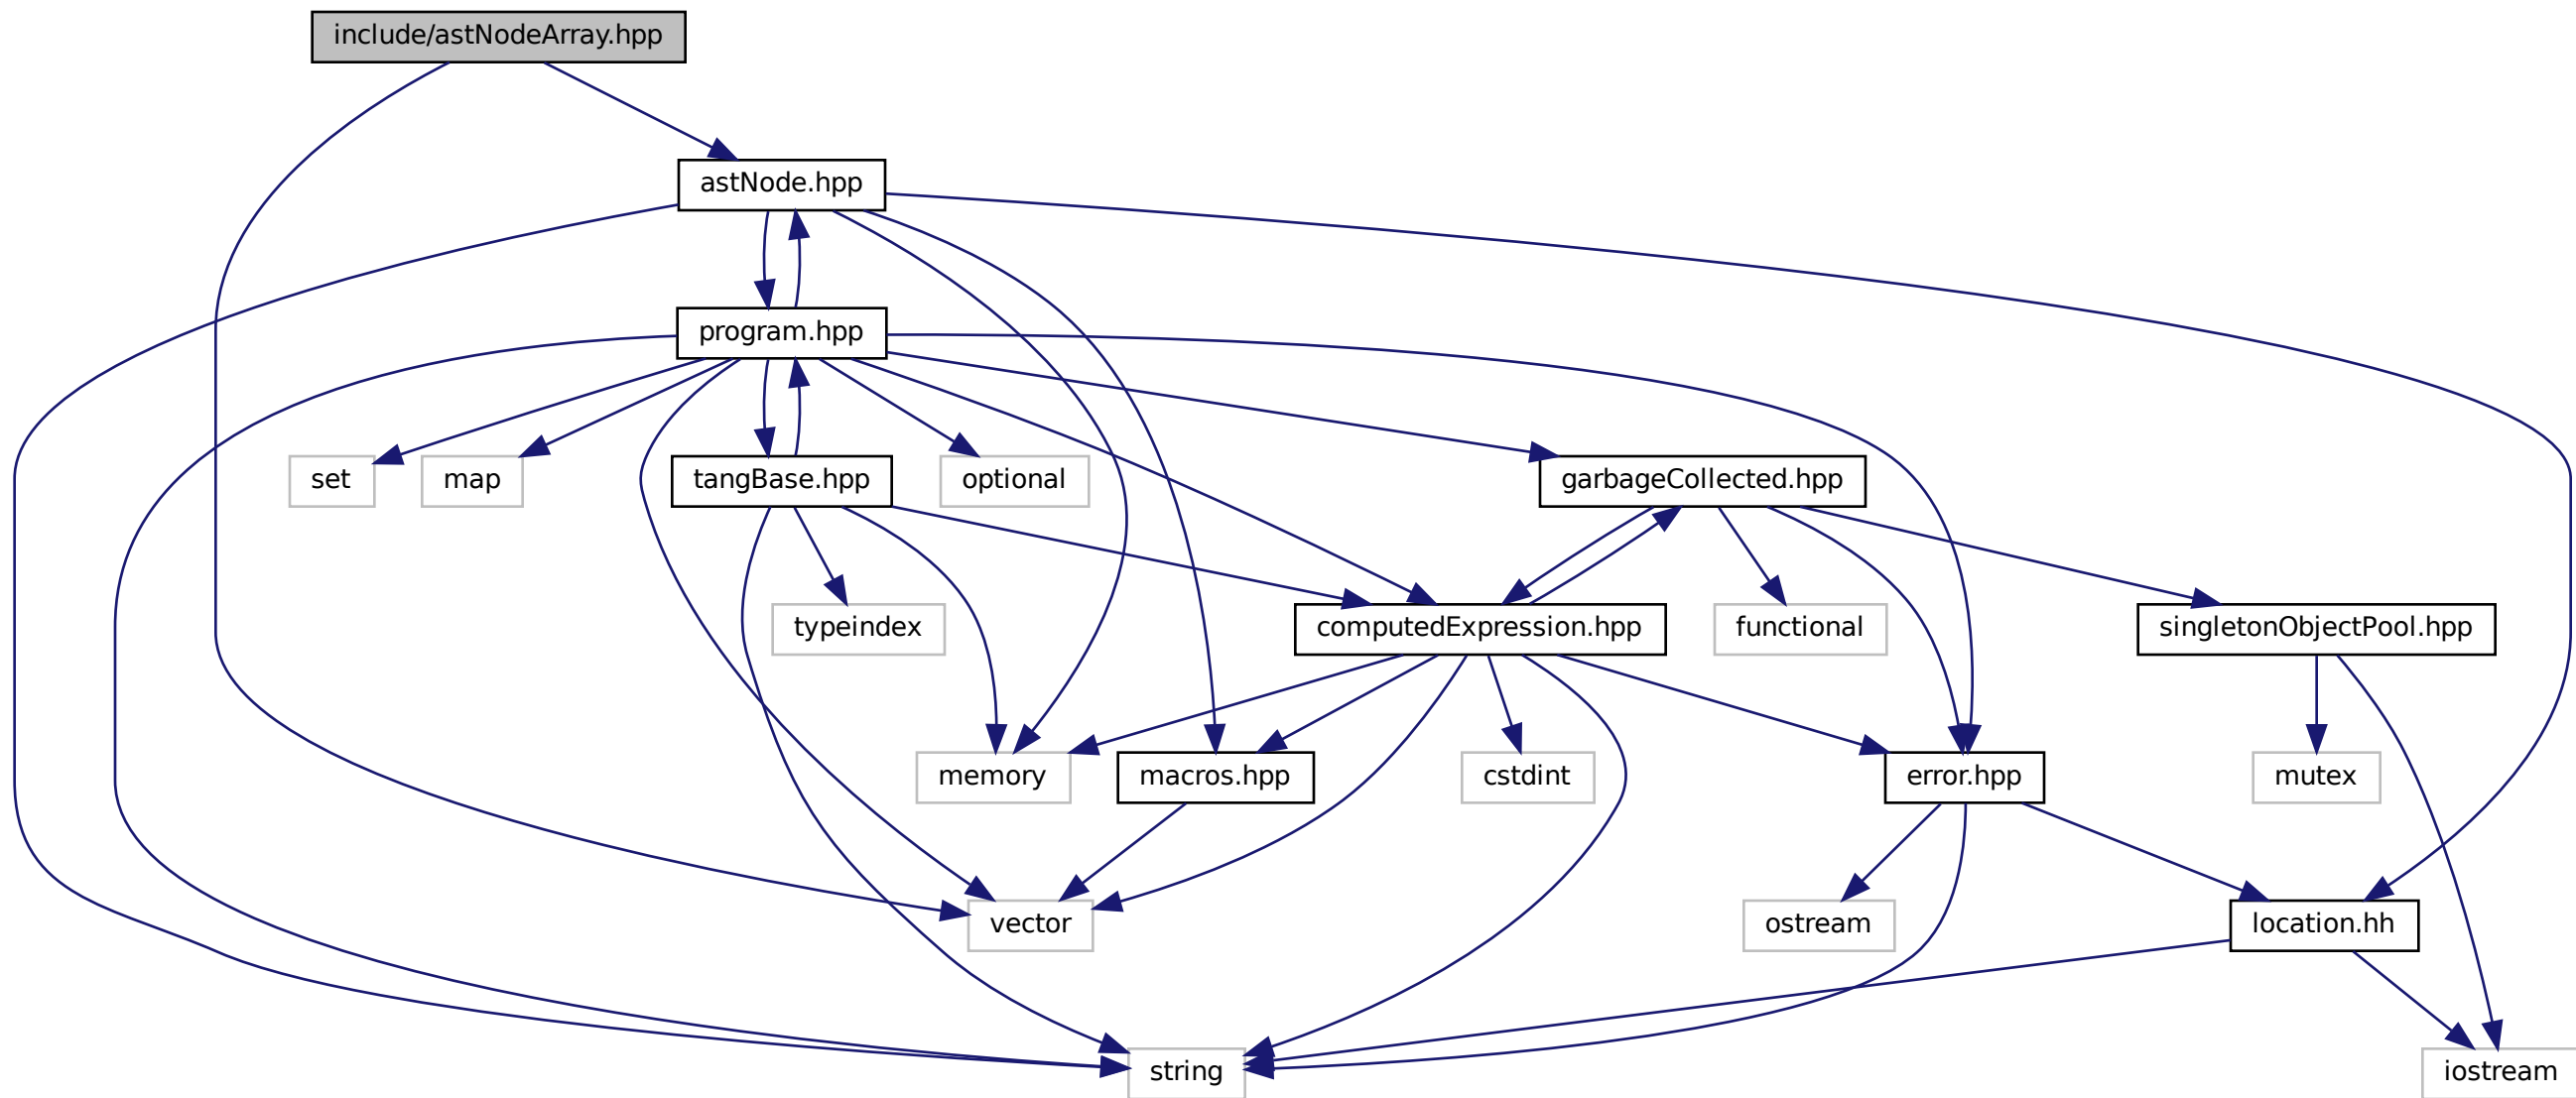 include/astNodeArray.hpp
astNode.hpp
program.hpp
set
map
tangBase.hpp
optional
garbageCollected.hpp
typeindex
computedExpression.hpp
functional
singletonObjectPool.hpp
memory
macros.hpp
cstdint
error.hpp
mutex
vector
ostream
location.hh
string
iostream